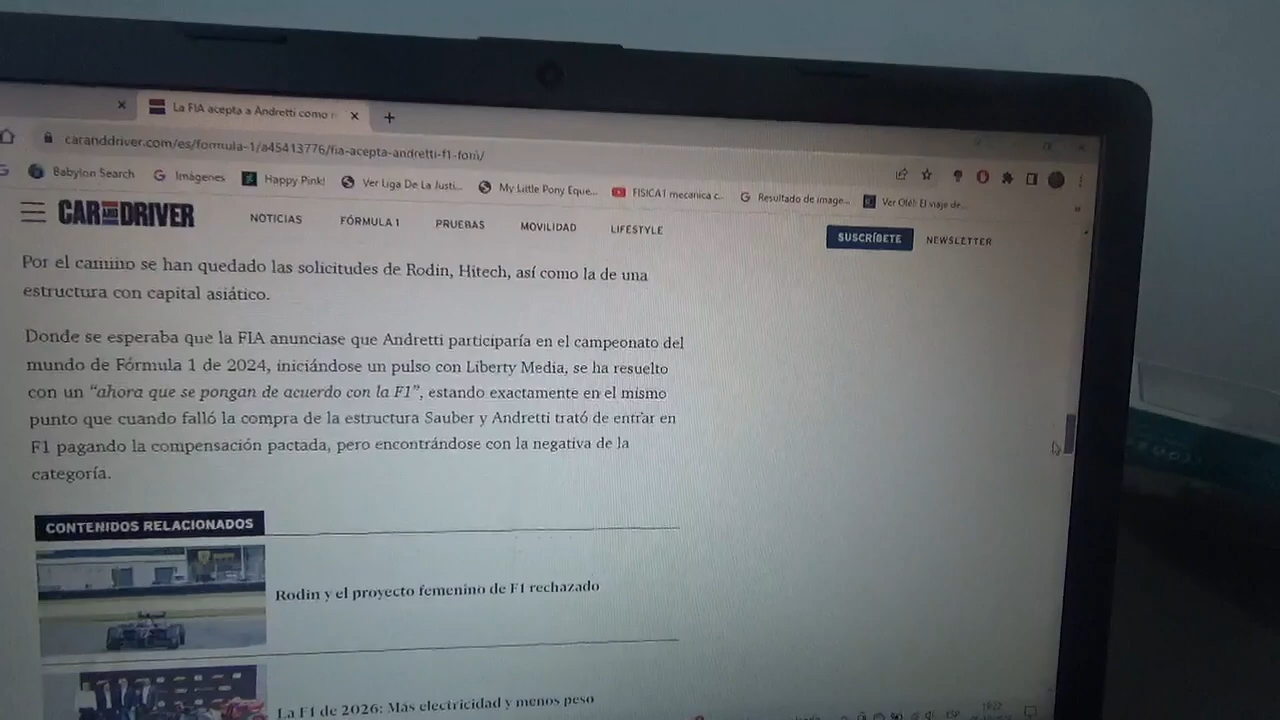 La FIA acepta a Andretti como
caranddriver.com/es/formula-1/a45413776/fia-acepta-andretti-f1-fom/
Babylon Search
Imágenes
Happy Pink!
Ver Liga De La Justi...
My Little Pony Eque...
FISICA1 mecanica c...
Resultado de image...
Ver Olé! El viaje de...
CAR AND DRIVER
NOTICIAS
FÓRMULA 1
PRUEBAS
MOVILIDAD
LIFESTYLE
SUSCRÍBETE
NEWSLETTER
Por el camino se han quedado las solicitudes de Rodin, Hitech, así como la de una
estructura con capital asiático.
Donde se esperaba que la FIA anunciase que Andretti participaría en el campeonato del
mundo de Fórmula 1 de 2024, iniciándose un pulso con Liberty Media, se ha resuelto
con un “ahora que se pongan de acuerdo con la F1”, estando exactamente en el mismo
punto que cuando falló la compra de la estructura Sauber y Andretti trató de entrar en
F1 pagando la compensación pactada, pero encontrándose con la negativa de la
categoría.
CONTENIDOS RELACIONADOS
Rodin y el proyecto femenino de F1 rechazado
La F1 de 2026: Más electricidad y menos peso
ESP